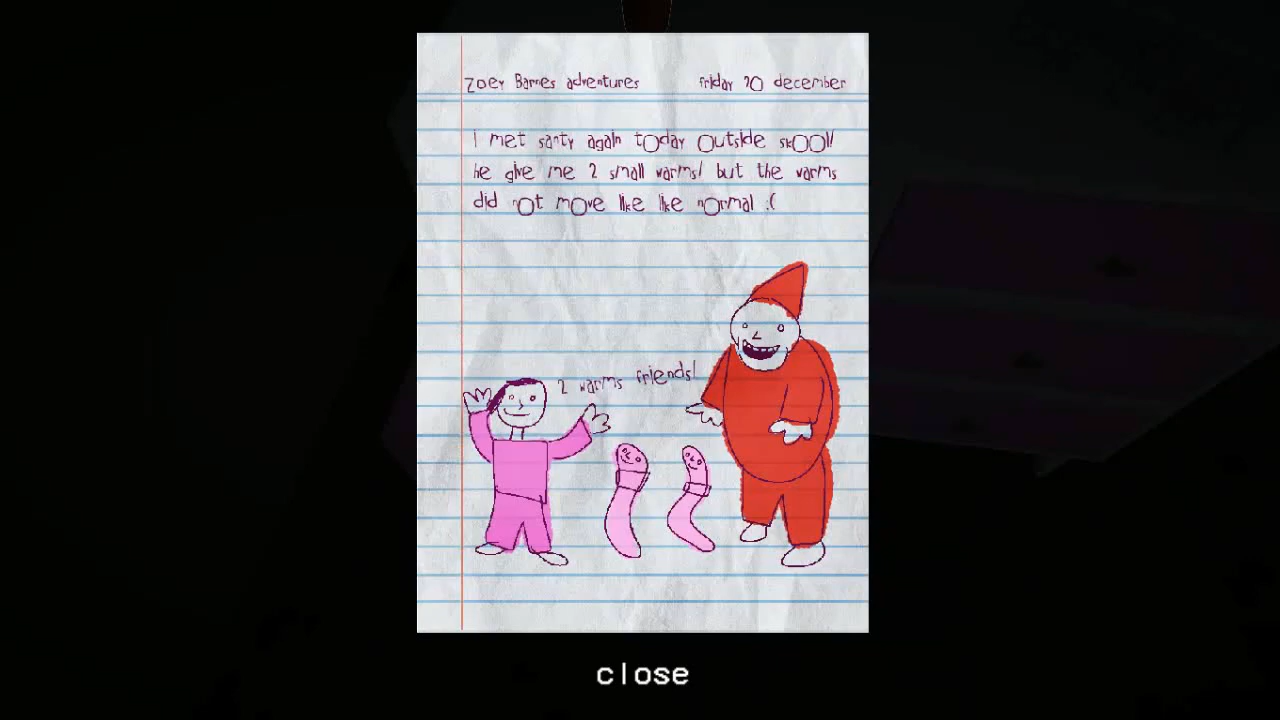 Zoey Barnes adventures friday 20 december
I met santy again today outside skool!
he give me 2 small warms! but the warms
did not move like like normal :(
2 warms friends!
close